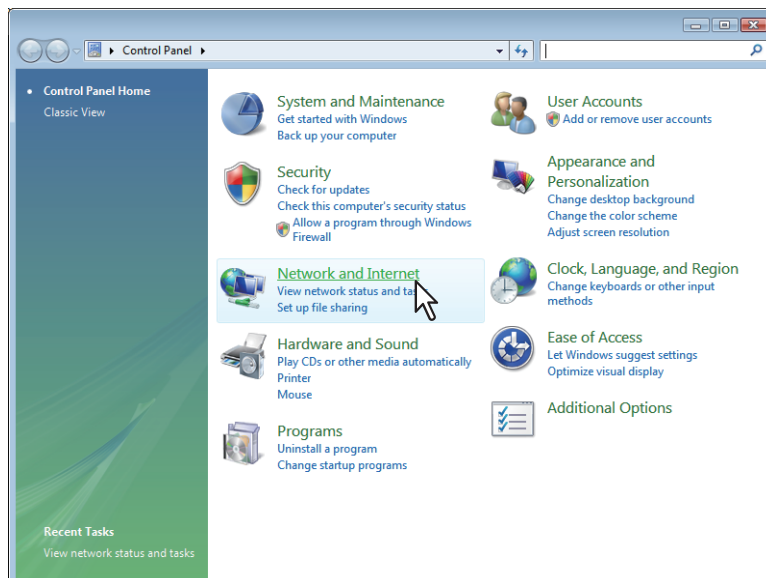 Control Panel
Control Panel Home
Classic View
System and Maintenance
Get started with Windows
Back up your computer
Security
Check for updates
Check this computer's security status
Allow a program through Windows
Firewall
Network and Internet
View network status and ta
Set up file sharing
Hardware and Sound
Play CDs or other media automatically
Printer
Mouse
Programs
Uninstall a program
Change startup programs
User Accounts
Add or remove user accounts
Appearance and
Personalization
Change desktop background
Change the color scheme
Adjust screen resolution
Clock, Language, and Region
Change keyboards or other input
methods
Ease of Access
Let Windows suggest settings
Optimize visual display
Additional Options
Recent Tasks
View network status and tasks